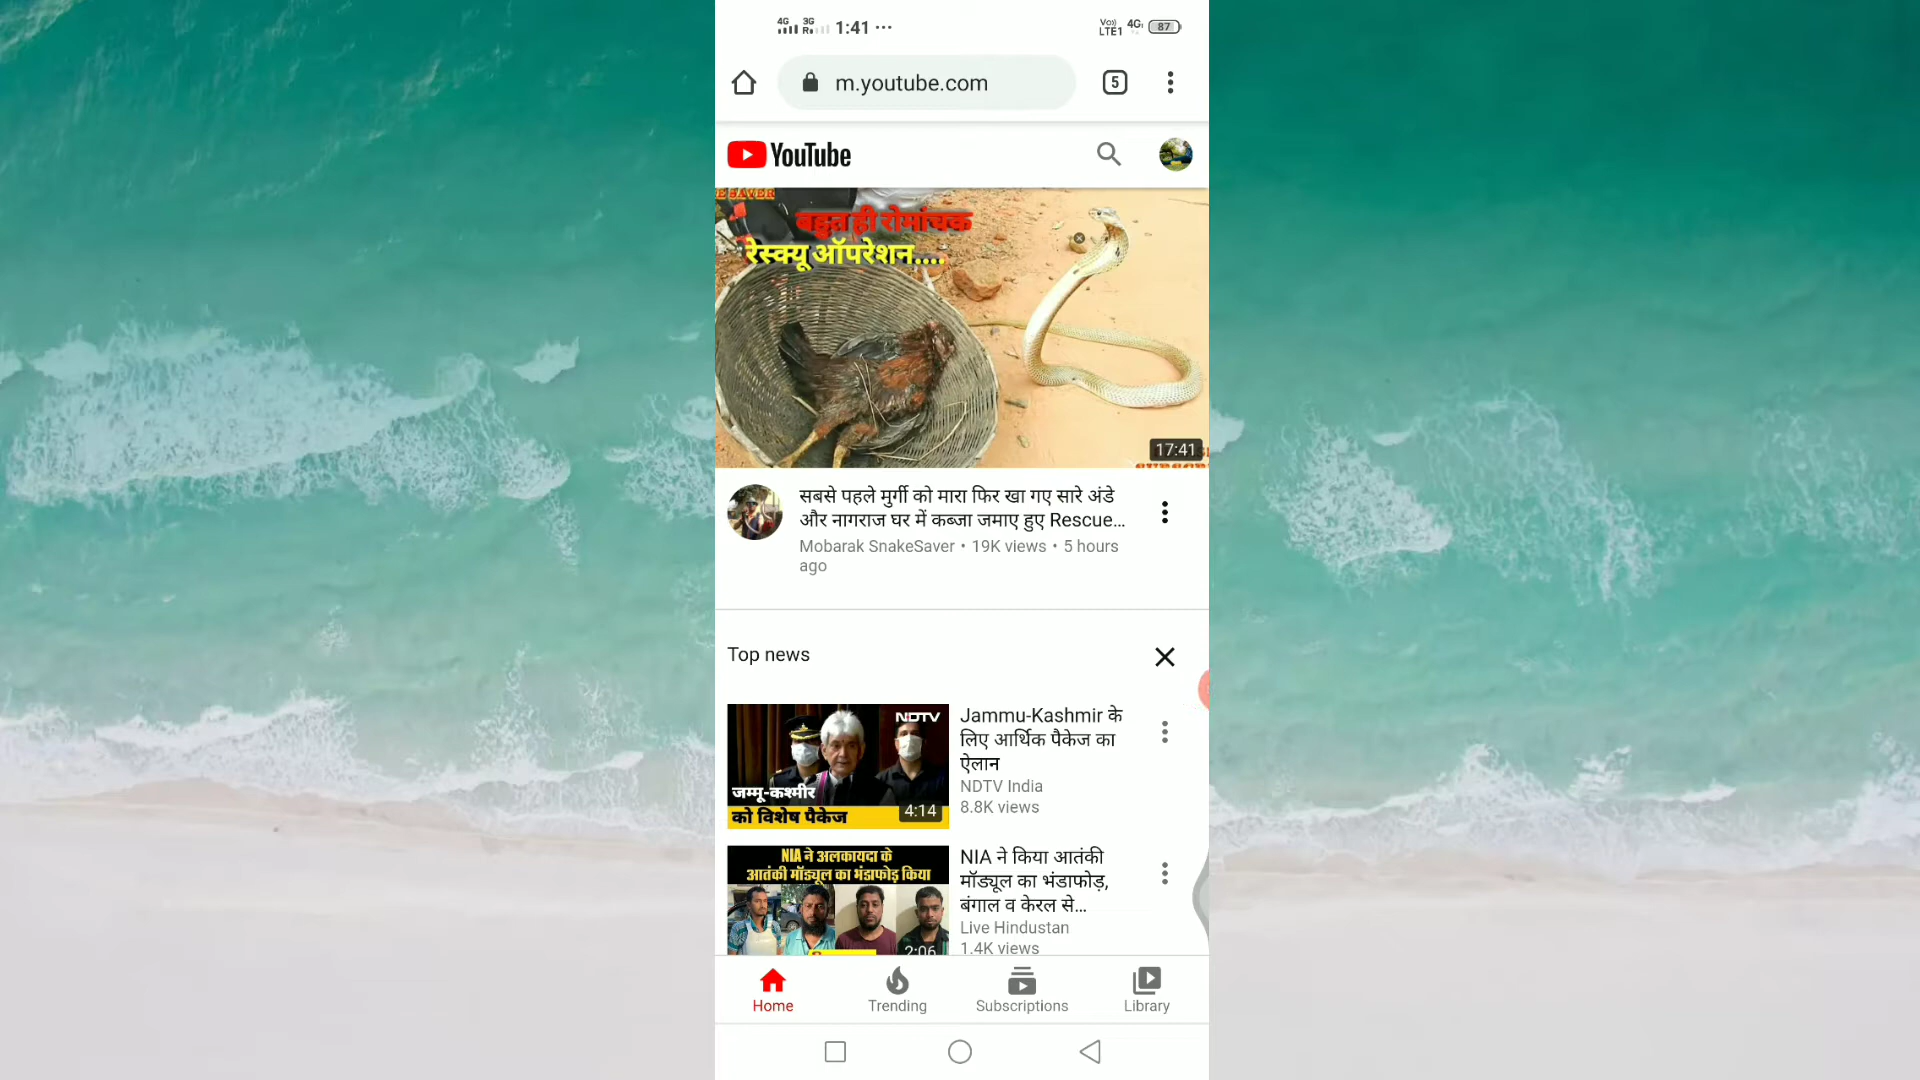 4G 3G R 1:41 ···
Vo) LTE1 4G 87
m.youtube.com
5
YouTube
E SAVER
बहुत ही रोमांचक
रेस्क्यू ऑपरेशन....
17:41
सबसे पहले मुर्गी को मारा फिर खा गए सारे अंडे
और नागराज घर में कब्जा जमाए हुए Rescue...
Mobarak SnakeSaver • 19K views • 5 hours
ago
Top news
NDTV
जम्मू-कश्मीर
को विशेष पैकेज
4:14
Jammu-Kashmir के
लिए आर्थिक पैकेज का
ऐलान
NDTV India
8.8K views
NIA ने अलकायदा के
आतंकी मॉड्यूल का भंडाफोड़ किया
2:06
NIA ने किया आतंकी
मॉड्यूल का भंडाफोड़,
बंगाल व केरल से...
Live Hindustan
1.4K views
Home
Trending
Subscriptions
Library